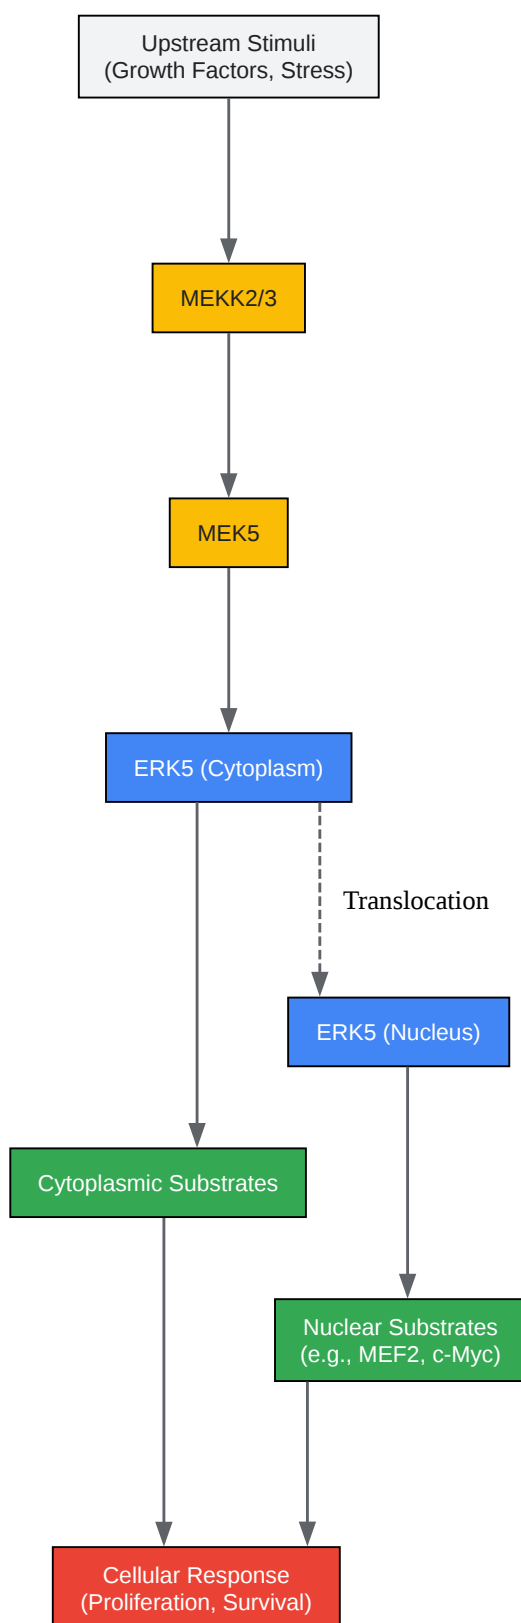 Upstream Stimuli
(Growth Factors, Stress)
MEKK2/3
MEK5
ERK5 (Cytoplasm)
Translocation
ERK5 (Nucleus)
Cytoplasmic Substrates
Nuclear Substrates
(e.g., MEF2, c-Myc)
Cellular Response
(Proliferation, Survival)